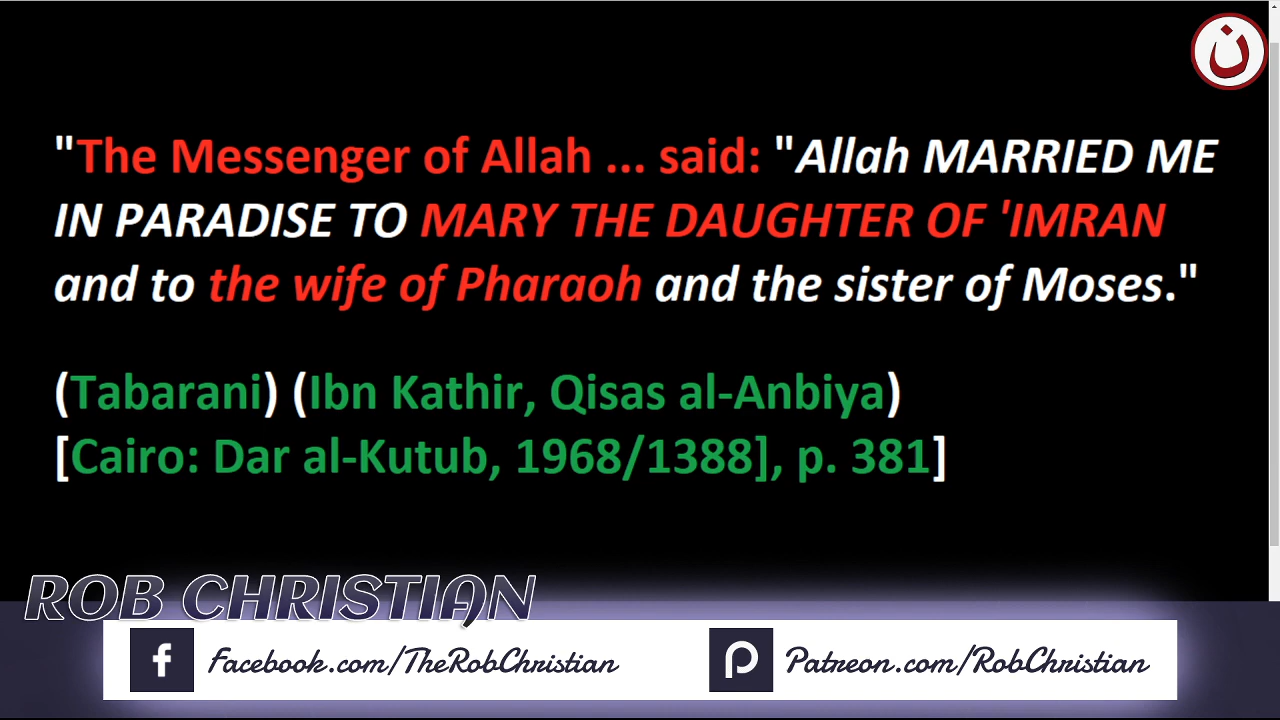 ن
"The Messenger of Allah ... said: "Allah MARRIED ME
IN PARADISE TO MARY THE DAUGHTER OF 'IMRAN
and to the wife of Pharaoh and the sister of Moses."
(Tabarani) (Ibn Kathir, Qisas al-Anbiya)
[Cairo: Dar al-Kutub, 1968/1388], p. 381]
ROB CHRISTIAN
Facebook.com/TheRobChristian
Patreon.com/RobChristian